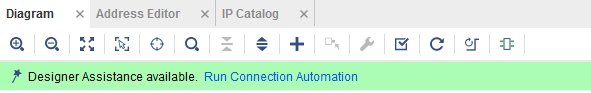 Diagram × Address Editor × IP Catalog ×
Designer Assistance available. Run Connection Automation